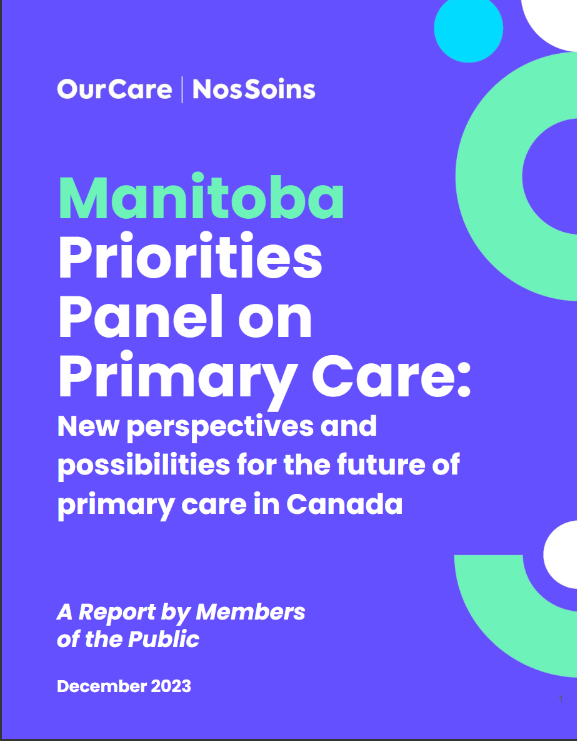 OurCare | NosSoins
Manitoba
Priorities
Panel on
Primary Care:
New perspectives and
possibilities for the future of
primary care in Canada
A Report by Members
of the Public
December 2023
1